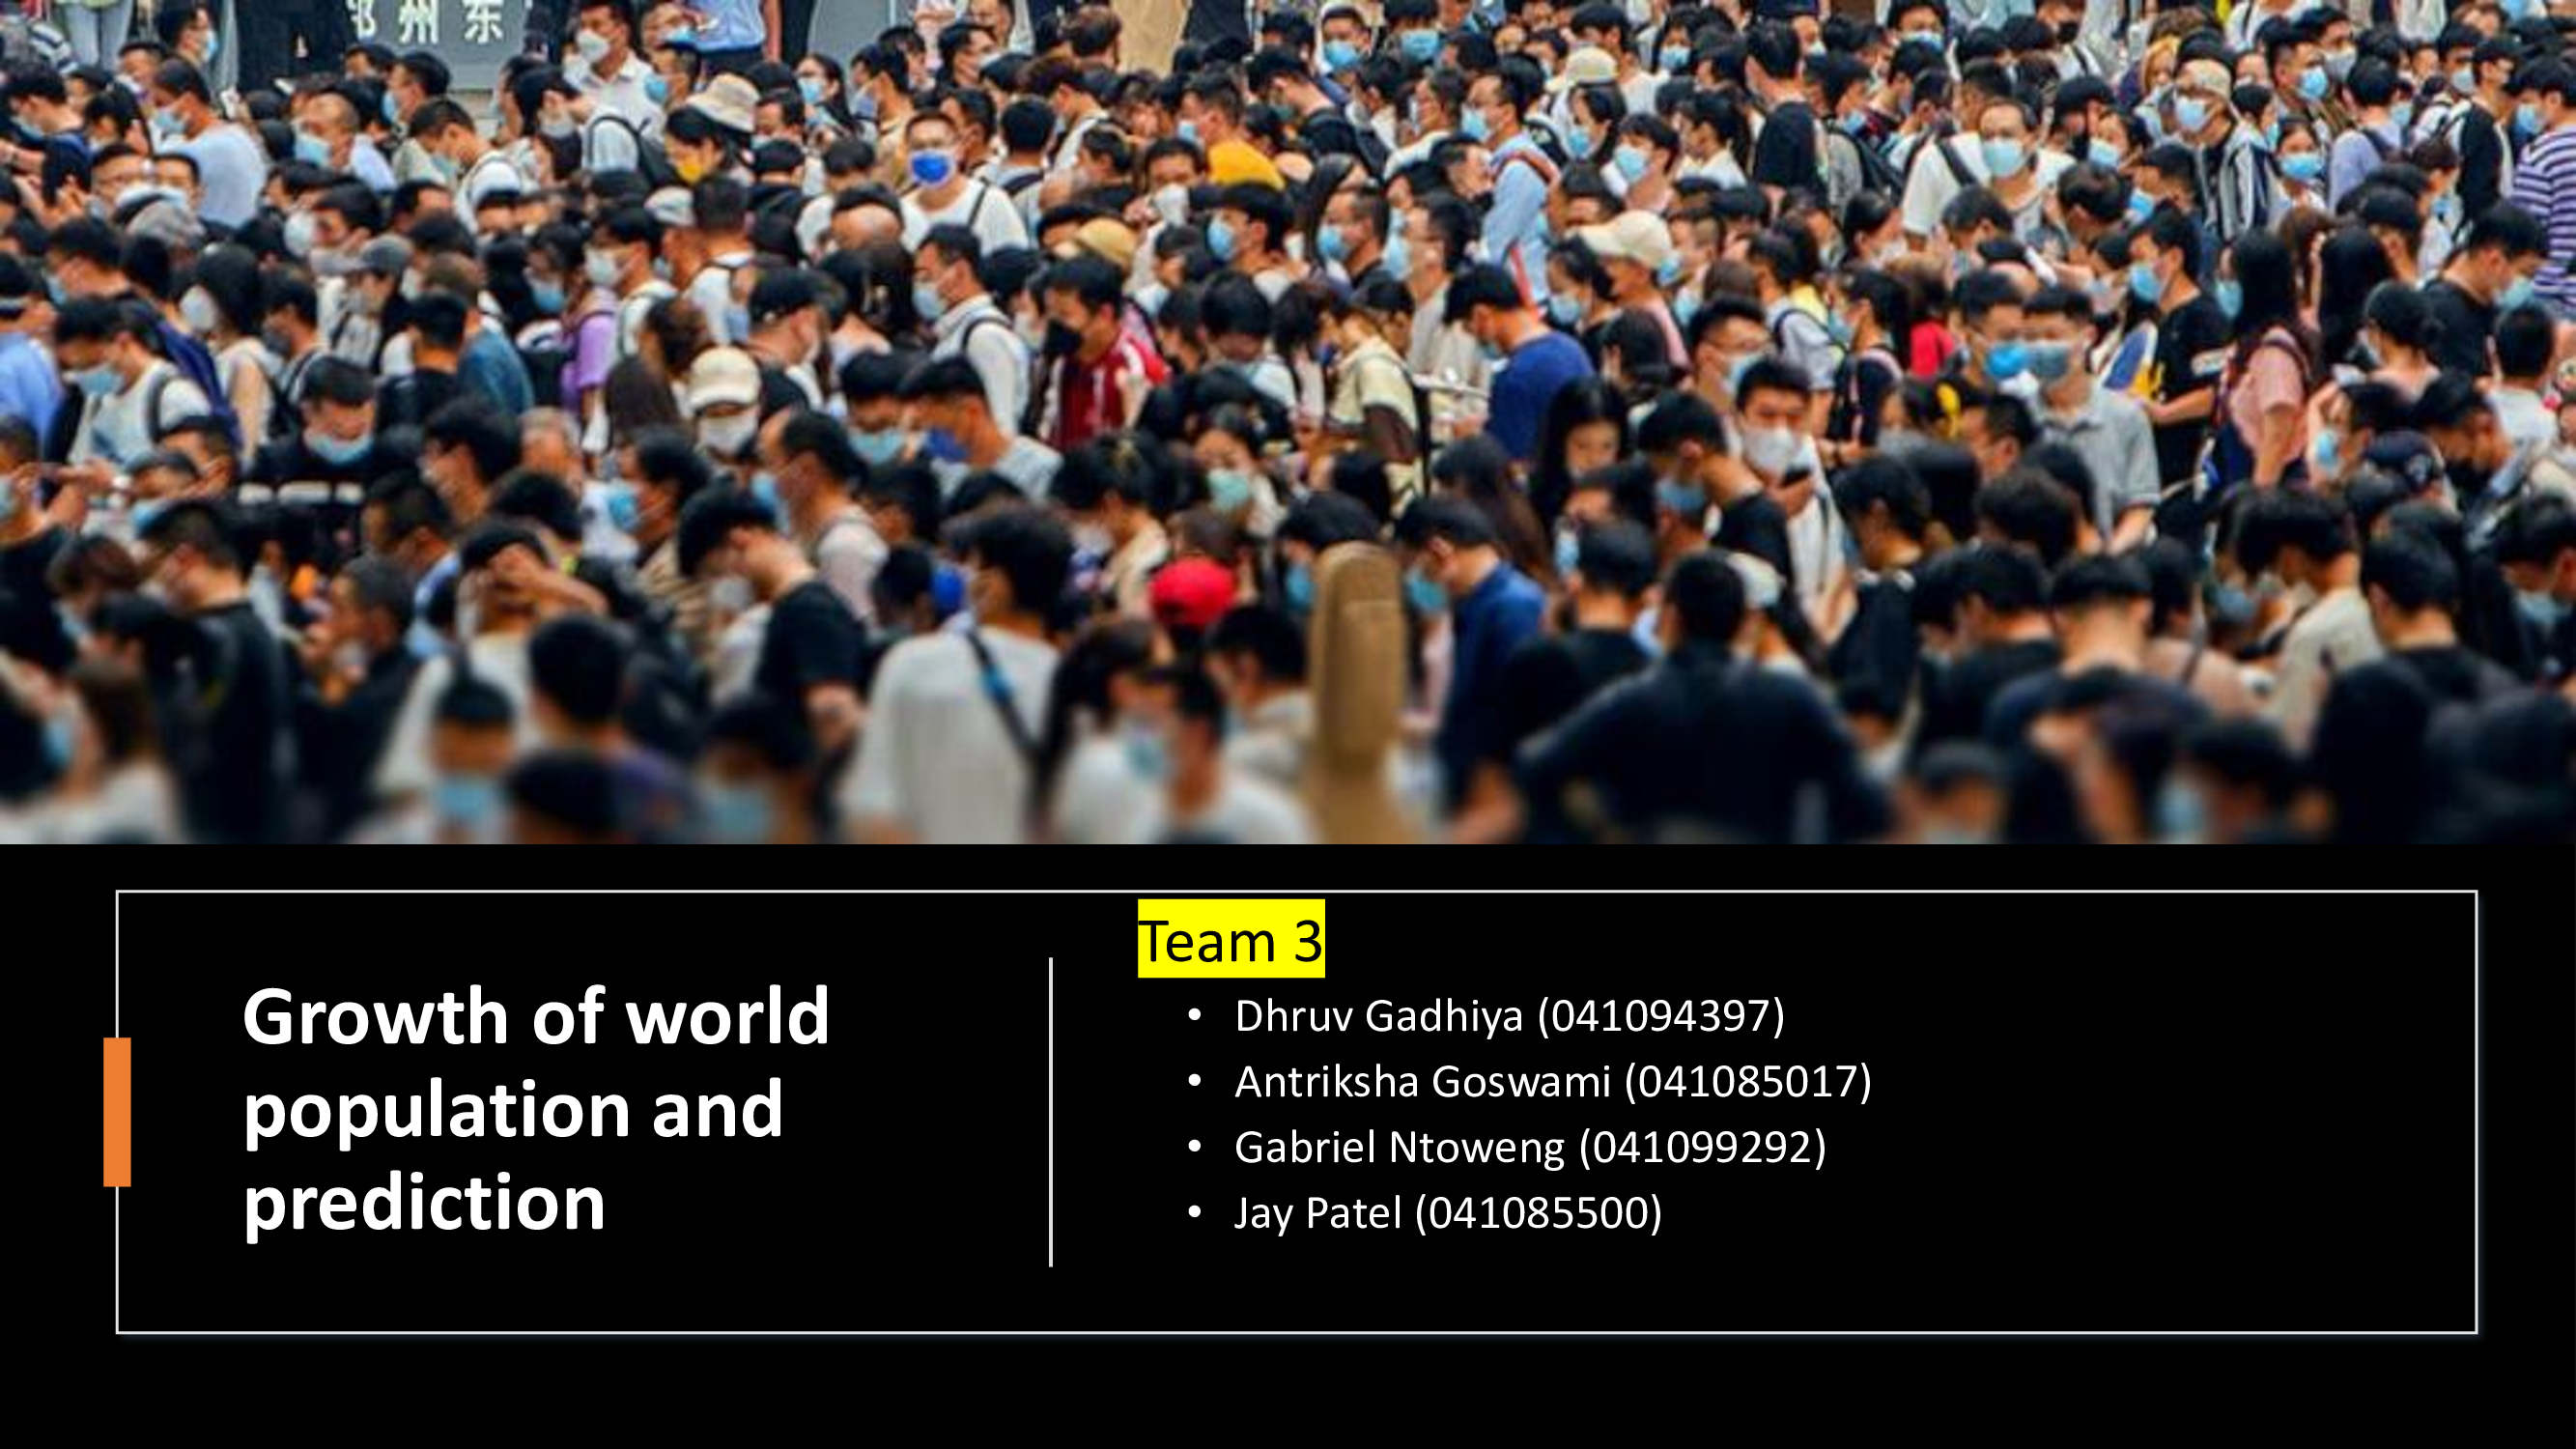 州东
Growth of world
population and
prediction
Team 3
• Dhruv Gadhiya (041094397)
• Antriksha Goswami (041085017)
• Gabriel Ntoweng (041099292)
• Jay Patel (041085500)